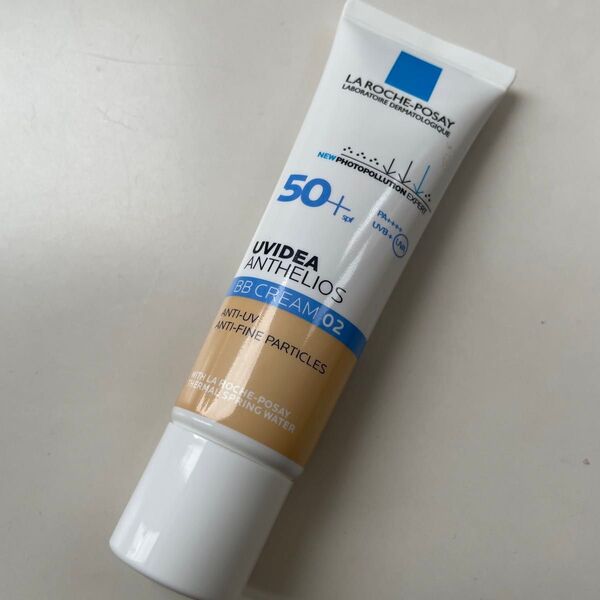 LA ROCHE-POSAY
LABORATOIRE DERMATOLOGIQUE
NEW PHOTOPOLLUTION EXPERT
50+
spf
PA++++
UVB + UVA
UVIDEA
ANTHELIOS
BB CREAM 02
ANTI-UV
ANTI-FINE PARTICLES
WITH LA ROCHE-POSAY
THERMAL SPRING WATER